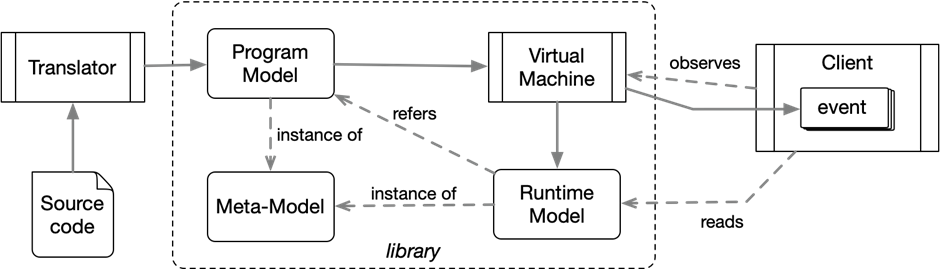 Translator
Source
code
Program
Model
instance of
Meta-Model
refers
instance of
Virtual
Machine
Runtime
Model
library
observes
Client
event
reads